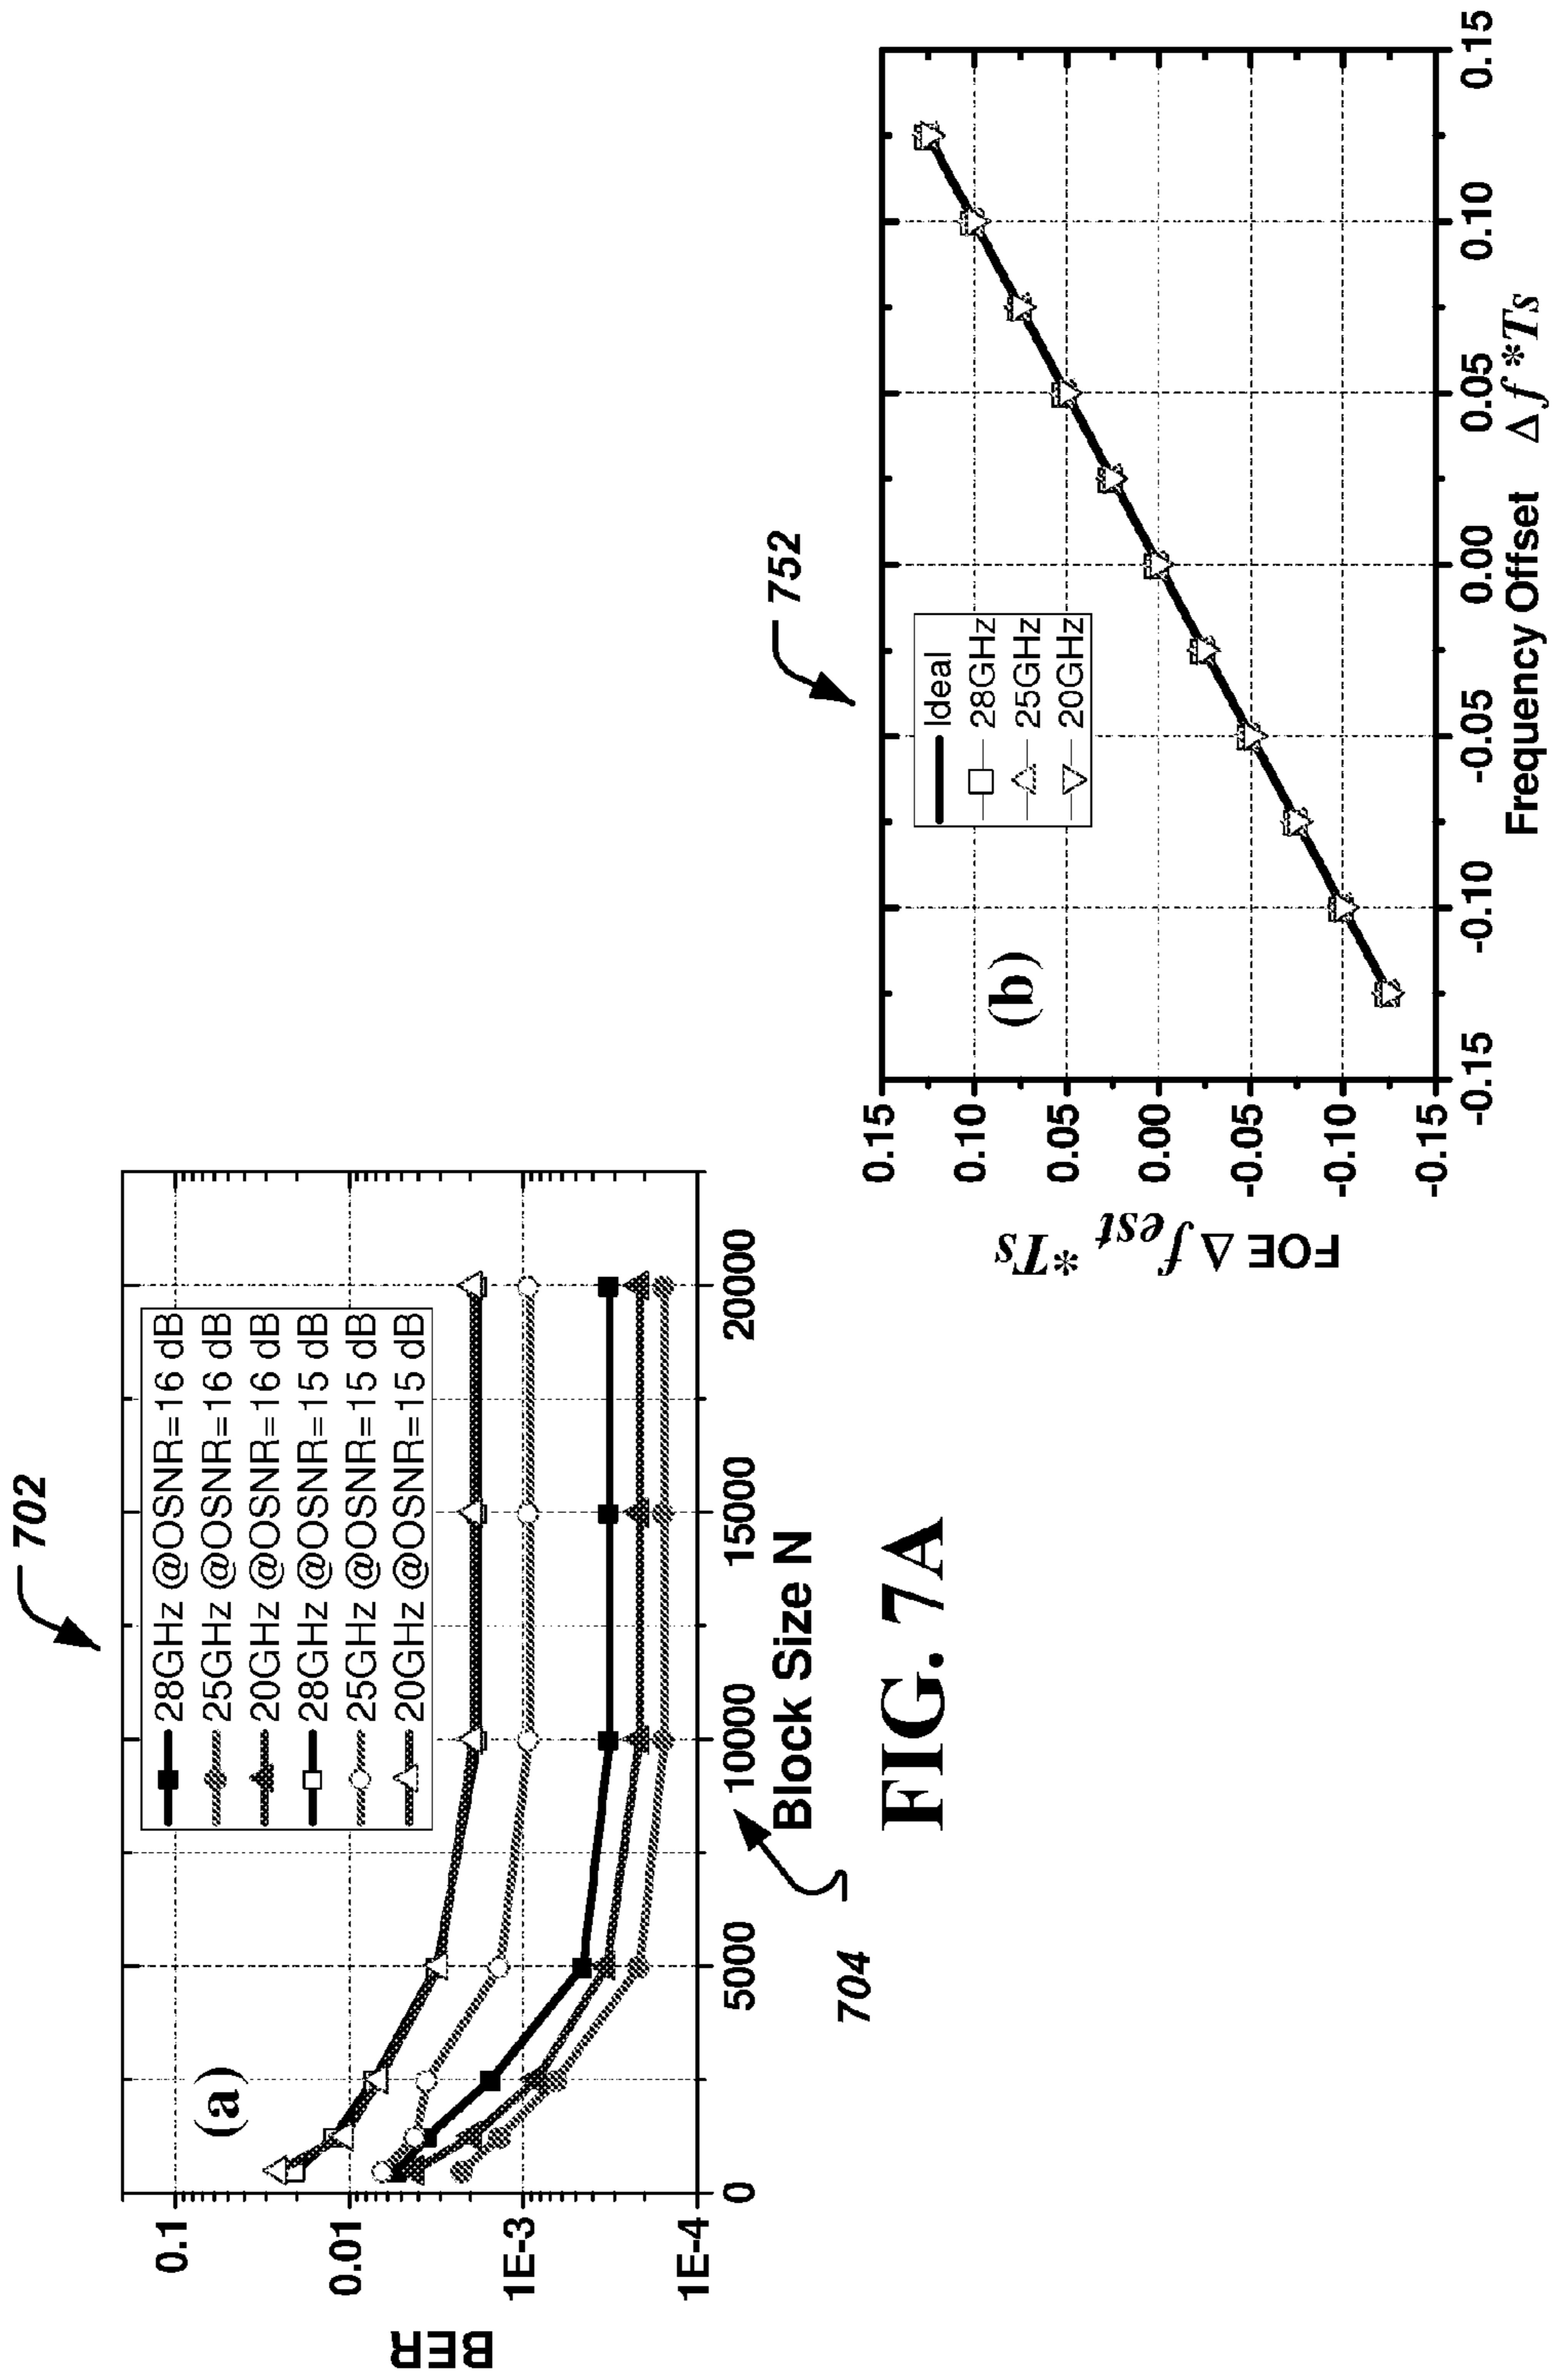 702
(a)
28GHz @OSNR=16 dB
25GHz @OSNR=16 dB
20GHz @OSNR=16 dB
28GHz @OSNR=15 dB
25GHz @OSNR=15 dB
20GHz @OSNR=15 dB
0.1
0.01
1E-3
1E-4
BER
0
5000
10000
15000
20000
Block Size N
704
FIG. 7A
752
(b)
Ideal
28GHz
25GHz
20GHz
0.15
0.10
0.05
0.00
-0.05
-0.10
-0.15
FOE Δfest*Ts
-0.15
-0.10
-0.05
0.00
0.05
0.10
0.15
Frequency Offset Δf*Ts